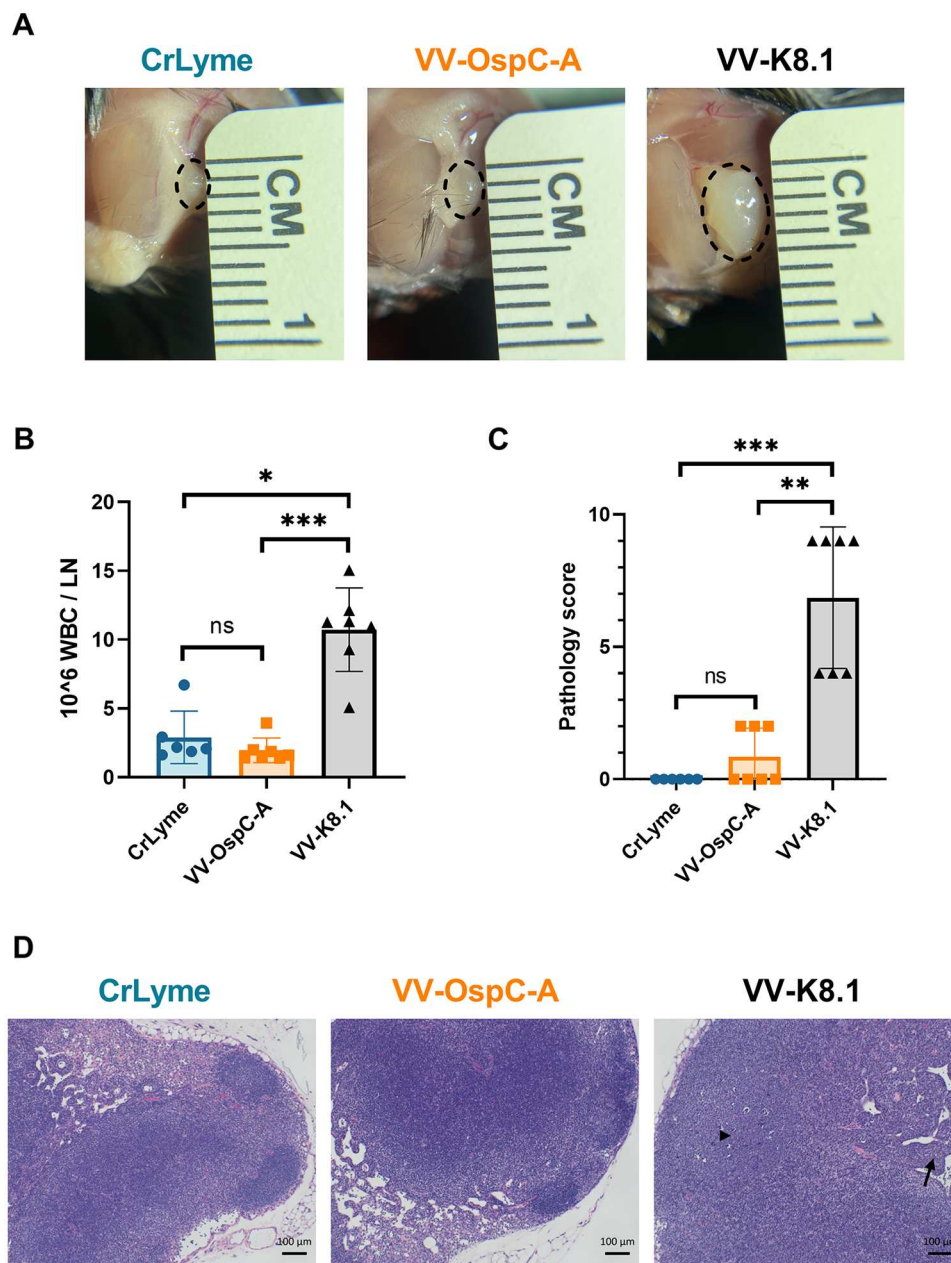 A
CrLyme
VV-OspC-A
VV-K8.1
CM
1
CM
1
CM
1
B
10^6 WBC / LN
20
15
10
5
0
*
***
ns
CrLyme
VV-OspC-A
VV-K8.1
C
Pathology score
10
5
0
***
**
ns
CrLyme
VV-OspC-A
VV-K8.1
D
CrLyme
VV-OspC-A
VV-K8.1
100 µm
100 µm
100 µm